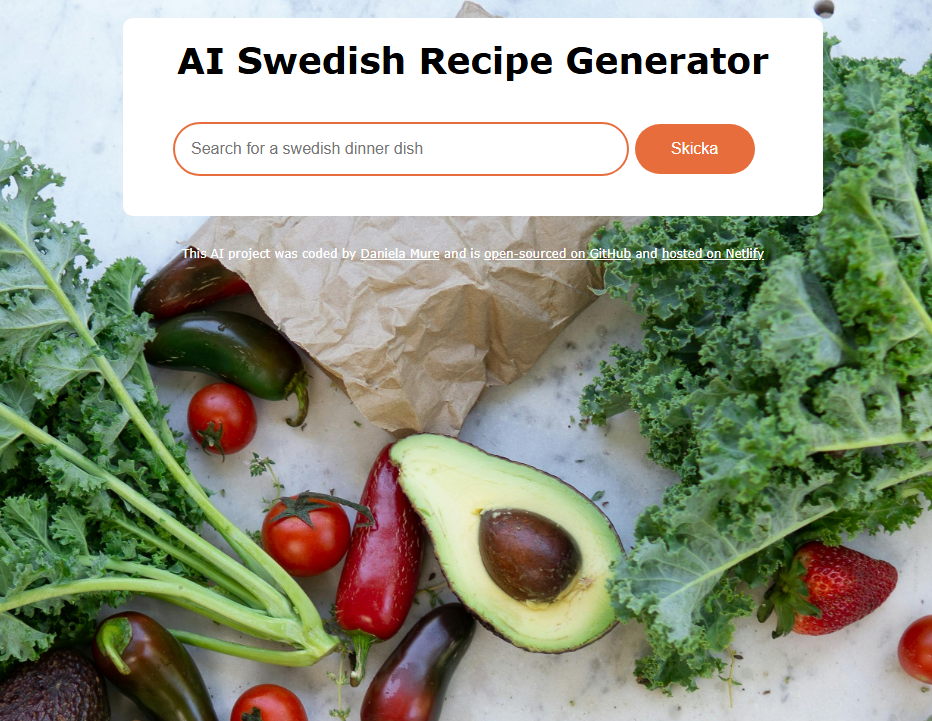 AI Swedish Recipe Generator
Search for a swedish dinner dish
Skicka
This AI project was coded by Daniela Mure and is open-sourced on GitHub and hosted on Netlify